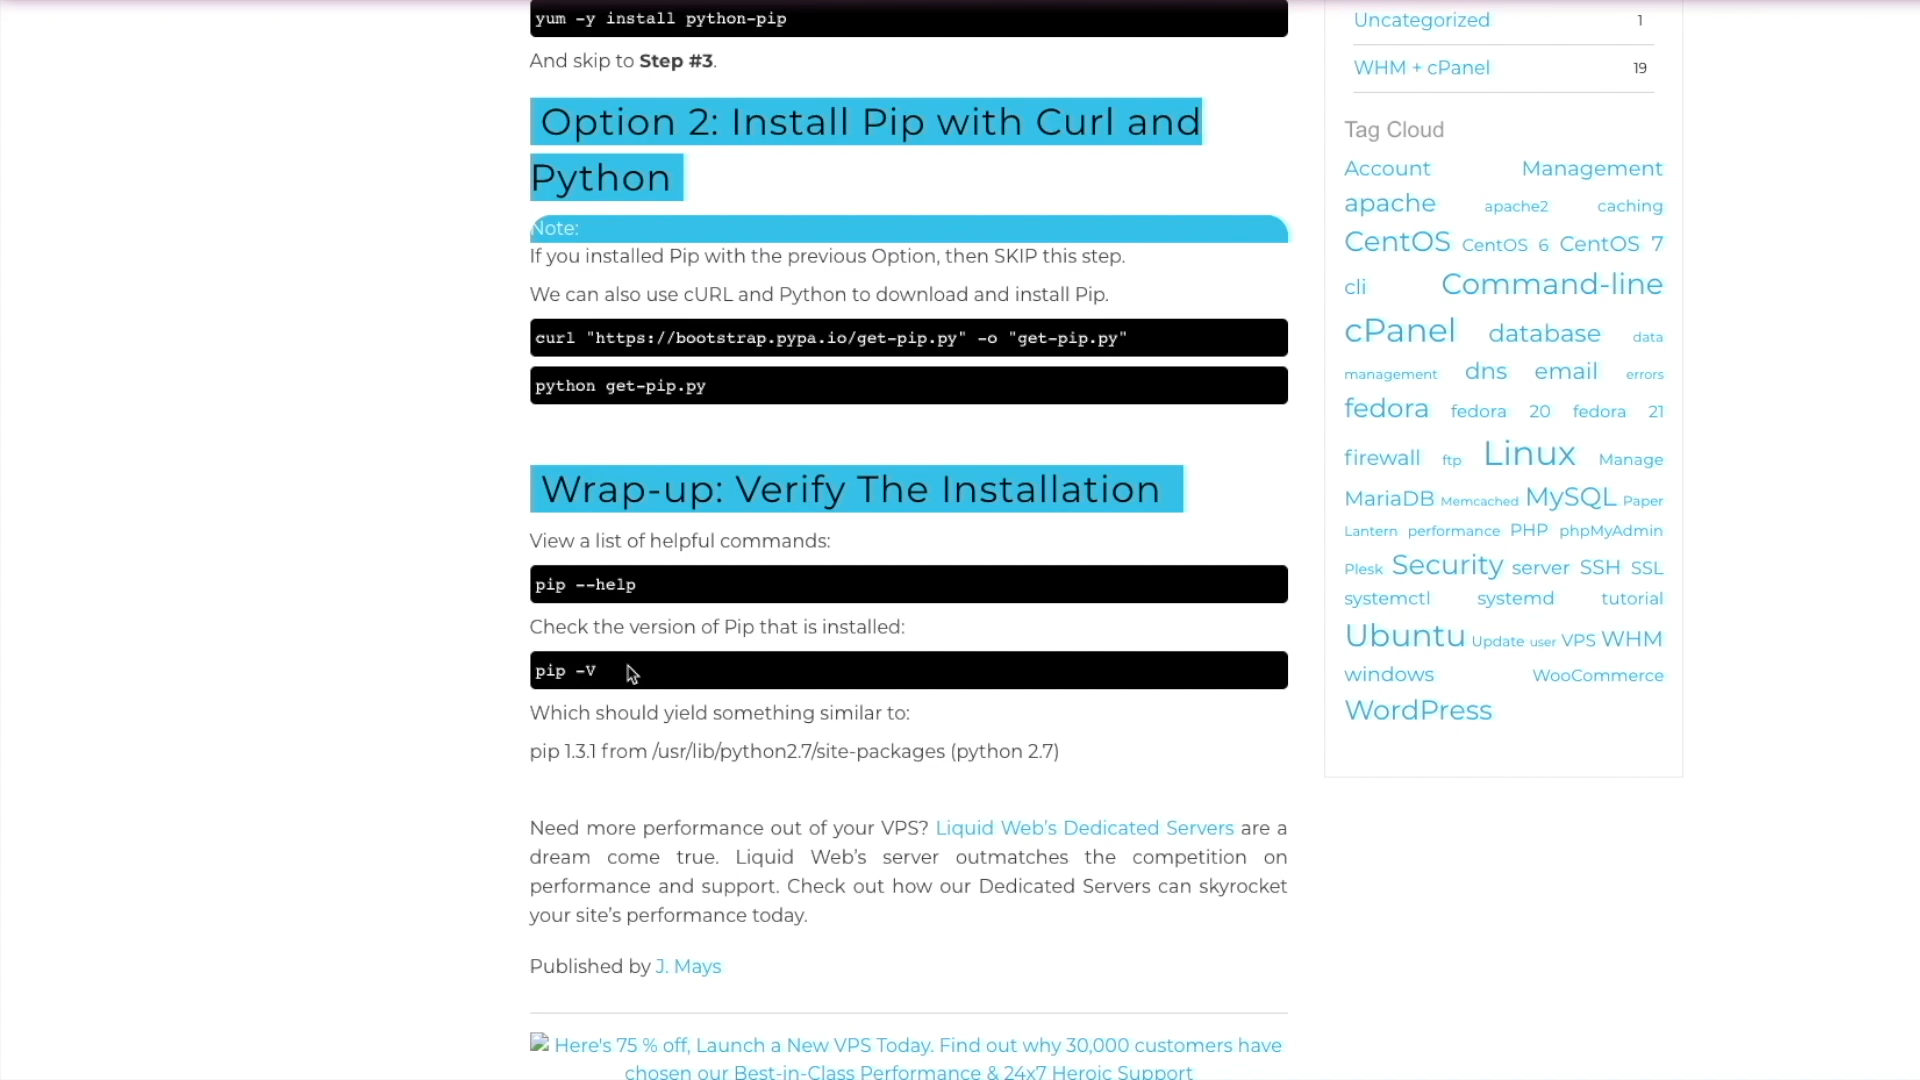 yum -y install python-pip
And skip to Step #3.
Option 2: Install Pip with Curl and
Python
Note:
If you installed Pip with the previous Option, then SKIP this step.
We can also use cURL and Python to download and install Pip.
curl "https://bootstrap.pypa.io/get-pip.py" -o "get-pip.py"
python get-pip.py
Wrap-up: Verify The Installation
View a list of helpful commands:
pip --help
Check the version of Pip that is installed:
pip -V
Which should yield something similar to:
pip 1.3.1 from /usr/lib/python2.7/site-packages (python 2.7)
Need more performance out of your VPS? Liquid Web's Dedicated Servers are a
dream come true. Liquid Web's server outmatches the competition on
performance and support. Check out how our Dedicated Servers can skyrocket
your site's performance today.
Published by J. Mays
Here's 75 % off, Launch a New VPS Today. Find out why 30,000 customers have
chosen our Best-in-Class Performance & 24x7 Heroic Support
Uncategorized 1
WHM + cPanel 19
Tag Cloud
Account Management
apache apache2 caching
CentOS CentOS 6 CentOS 7
cli Command-line
cPanel database data
management dns email errors
fedora fedora 20 fedora 21
firewall ftp Linux Manage
MariaDB Memcached MySQL Paper
Lantern performance PHP phpMyAdmin
Plesk Security server SSH SSL
systemctl systemd tutorial
Ubuntu Update user VPS WHM
windows WooCommerce
WordPress